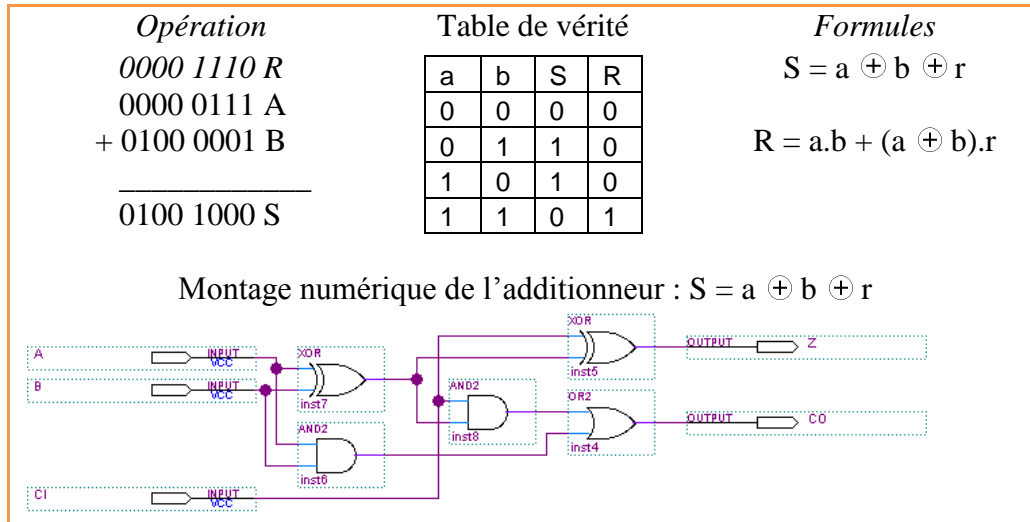 Opération
0000 1110 R
0000 0111 A
+ 0100 0001 B
____________
0100 1000 S
Table de vérité
a b S R
0 0 0 0
0 1 1 0
1 0 1 0
1 1 0 1
Formules
S = a ⊕ b ⊕ r
R = a.b + (a ⊕ b).r
Montage numérique de l’additionneur : S = a ⊕ b ⊕ r
A INPUT
VCC
B INPUT
VCC
CI INPUT
VCC
XOR
inst7
AND2
inst6
AND2
inst8
XOR
inst5
OR2
inst4
OUTPUT Z
OUTPUT CO